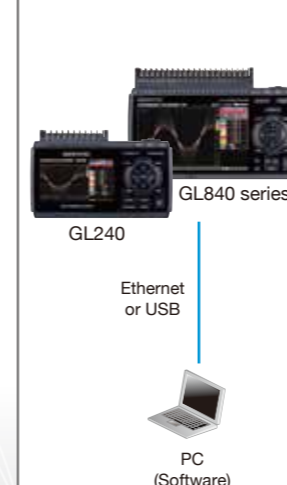 GL840 series
GL240
Ethernet
or USB
PC
(Software)